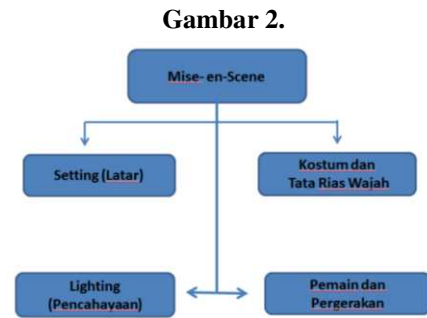 Gambar 2.
Mise- en-Scene
Setting (Latar)
Kostum dan
Tata Rias Wajah
Lighting
(Pencahayaan)
Pemain dan
Pergerakan